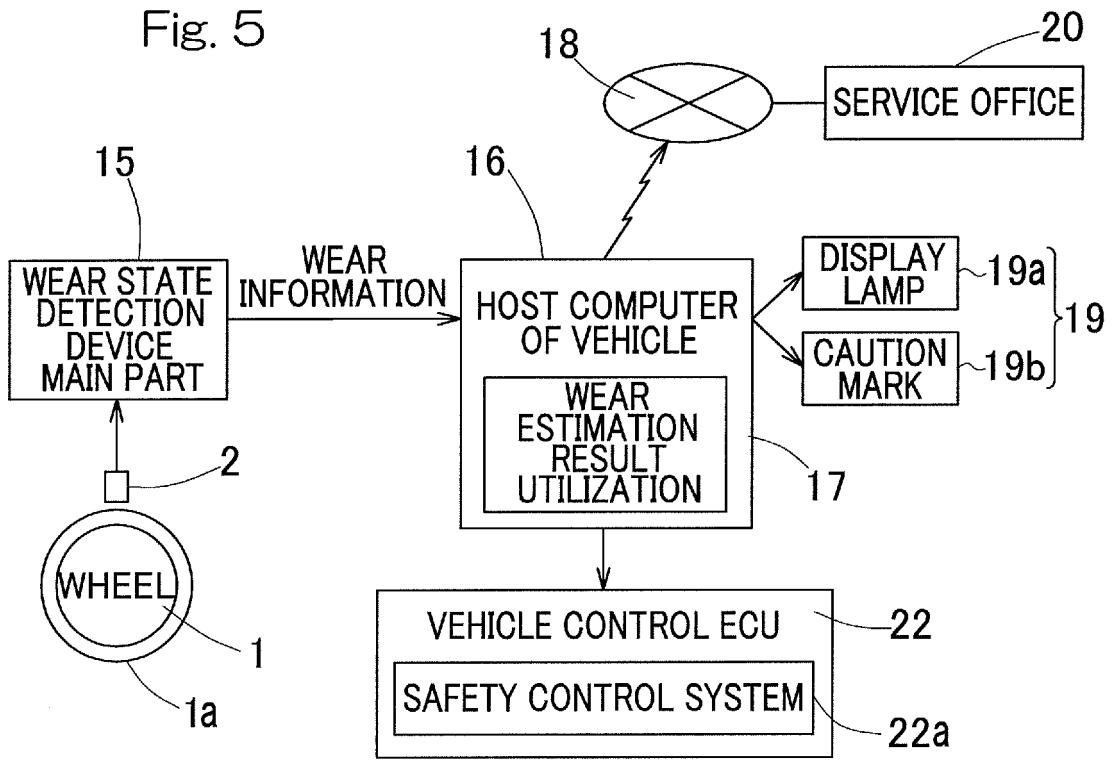 Fig. 5
18
20
SERVICE OFFICE
15
16
WEAR STATE
DETECTION
DEVICE
MAIN PART
WEAR
INFORMATION
HOST COMPUTER
OF VEHICLE
WEAR
ESTIMATION
RESULT
UTILIZATION
17
DISPLAY
LAMP
19a
CAUTION
MARK
19b
19
2
WHEEL
1
1a
VEHICLE CONTROL ECU
22
SAFETY CONTROL SYSTEM
22a